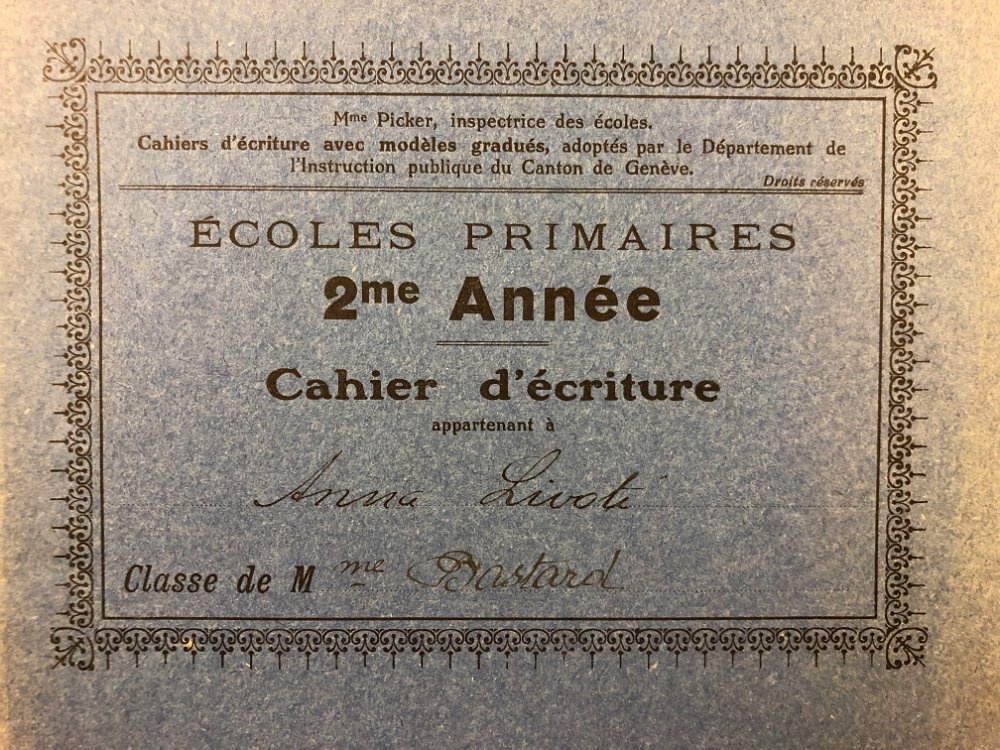 Mme Picker, inspectrice des écoles.
Cahiers d'écriture avec modèles gradués, adoptés par le Département de
l'Instruction publique du Canton de Genève.
Droits réservés
ÉCOLES PRIMAIRES
2me Année
Cahier d'écriture
appartenant à
Anna Livoti
Classe de Mme Bastard